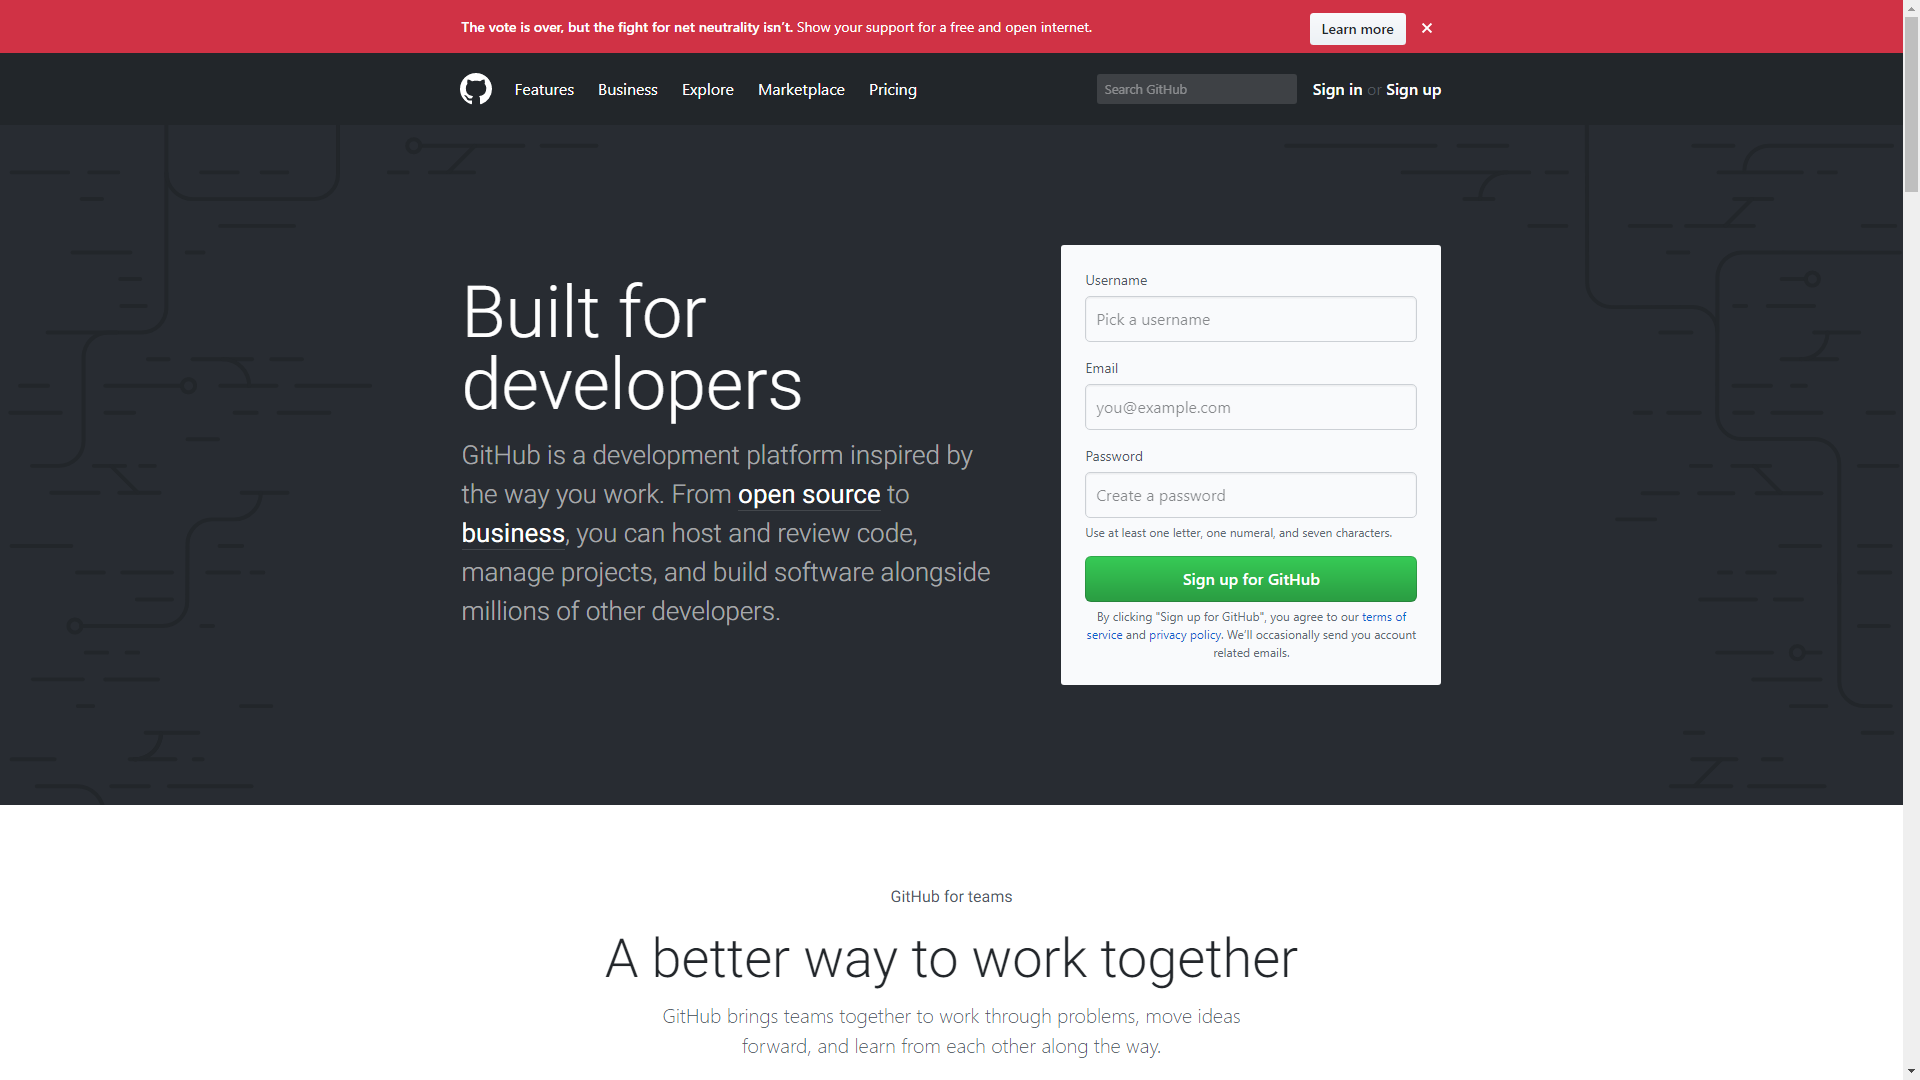 The vote is over, but the fight for net neutrality isn't. Show your support for a free and open internet.
Learn more
×
Features
Business
Explore
Marketplace
Pricing
Search GitHub
Sign in or Sign up
Built for
developers
GitHub is a development platform inspired by
the way you work. From open source to
business, you can host and review code,
manage projects, and build software alongside
millions of other developers.
Username
Pick a username
Email
you@example.com
Password
Create a password
Use at least one letter, one numeral, and seven characters.
Sign up for GitHub
By clicking "Sign up for GitHub", you agree to our terms of
service and privacy policy. We'll occasionally send you account
related emails.
GitHub for teams
A better way to work together
GitHub brings teams together to work through problems, move ideas
forward, and learn from each other along the way.